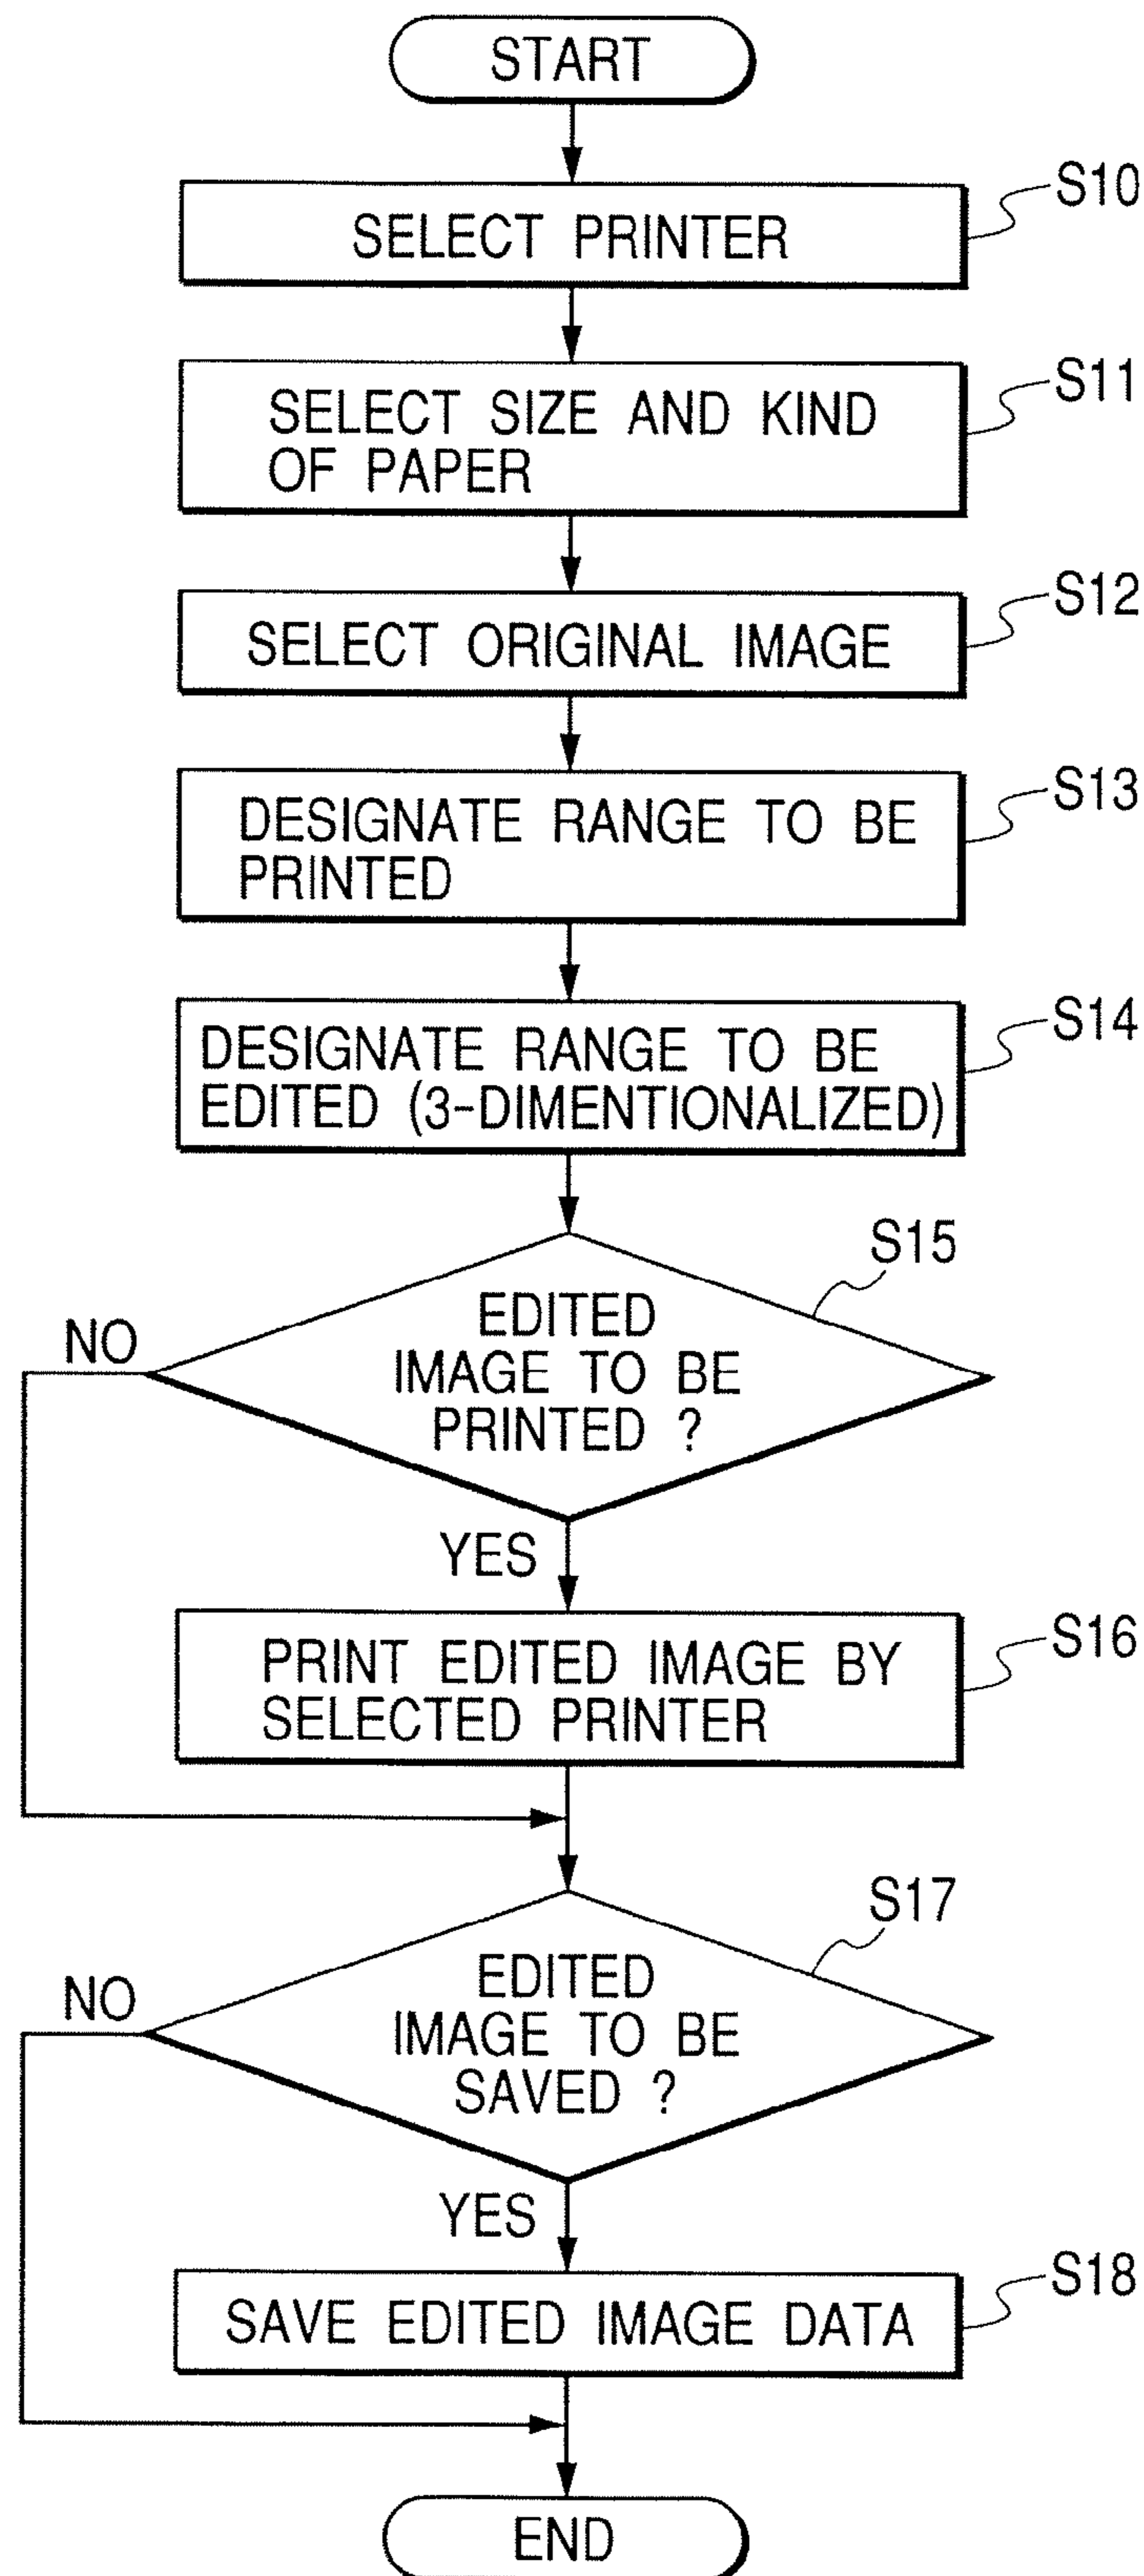 START
SELECT PRINTER
S10
SELECT SIZE AND KIND
OF PAPER
S11
SELECT ORIGINAL IMAGE
S12
DESIGNATE RANGE TO BE
PRINTED
S13
DESIGNATE RANGE TO BE
EDITED (3-DIMENTIONALIZED)
S14
S15
EDITED
IMAGE TO BE
PRINTED ?
NO
YES
PRINT EDITED IMAGE BY
SELECTED PRINTER
S16
S17
EDITED
IMAGE TO BE
SAVED ?
NO
YES
SAVE EDITED IMAGE DATA
S18
END